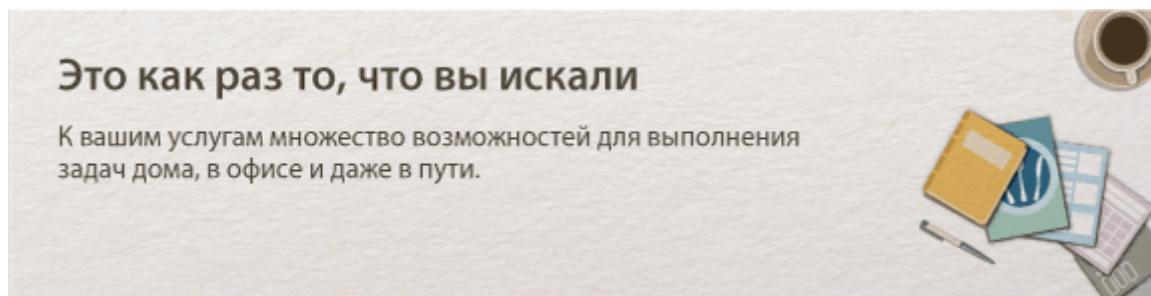 Это как раз то, что вы искали
К вашим услугам множество возможностей для выполнения
задач дома, в офисе и даже в пути.